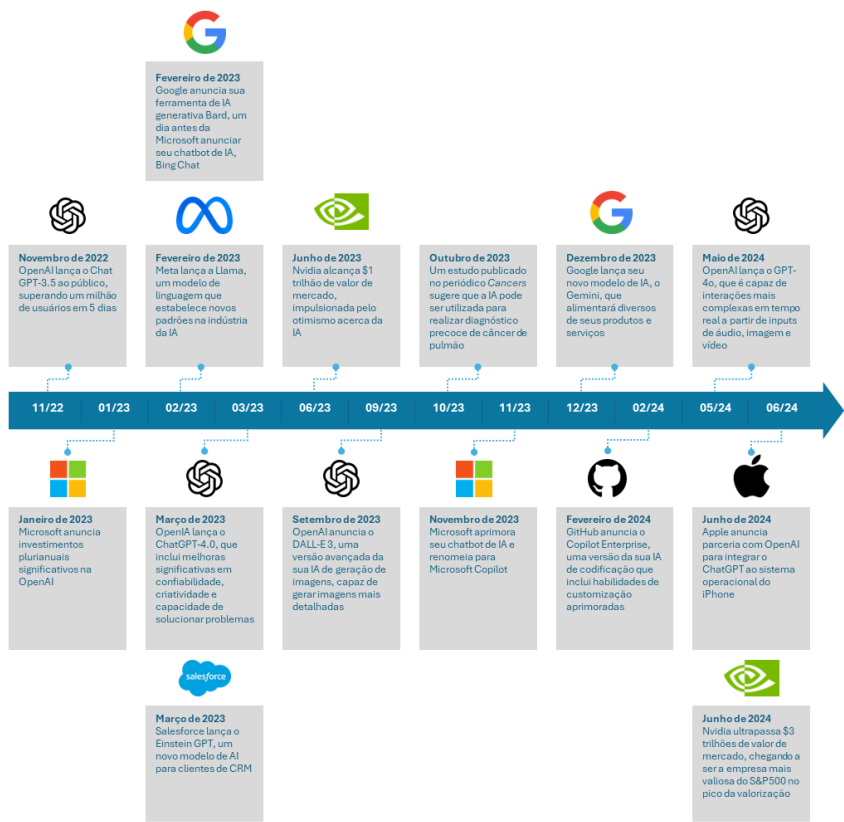 Fevereiro de 2023
Google anuncia sua
ferramenta de IA
generativa Bard, um
dia antes da
Microsoft anunciar
seu chatbot de IA,
Bing Chat
Novembro de 2022
OpenAI lança o Chat
GPT-3.5 ao público,
superando um milhão
de usuários em 5 dias
Fevereiro de 2023
Meta lança a Llama,
um modelo de
linguagem que
estabelece novos
padrões na indústria
da IA
Junho de 2023
Nvidia alcança $1
trilhão de valor de
mercado,
impulsionada pelo
otimismo acerca da
IA
Outubro de 2023
Um estudo publicado
no periódico Cancers
sugere que a IA pode
ser utilizada para
realizar diagnóstico
precoce de câncer de
pulmão
Dezembro de 2023
Google lança seu
novo modelo de IA, o
Gemini, que
alimentará diversos
de seus produtos e
serviços
Maio de 2024
OpenAI lança o GPT-
4o, que é capaz de
interações mais
complexas em tempo
real a partir de inputs
de áudio, imagem e
vídeo
11/22 01/23 02/23 03/23 06/23 09/23 10/23 11/23 12/23 02/24 05/24 06/24
Janeiro de 2023
Microsoft anuncia
investimentos
plurianuais
significativos na
OpenAI
Março de 2023
OpenIA lança o
ChatGPT-4.0, que
inclui melhoras
significativas em
confiabilidade,
criatividade e
capacidade de
solucionar problemas
Setembro de 2023
OpenAI anuncia o
DALL-E 3, uma
versão avançada da
sua IA de geração de
imagens, capaz de
gerar imagens mais
detalhadas
Novembro de 2023
Microsoft aprimora
seu chatbot de IA e
renomeia para
Microsoft Copilot
Fevereiro de 2024
GitHub anuncia o
Copilot Enterprise,
uma versão da sua IA
de codificação que
inclui habilidades de
customização
aprimoradas
Junho de 2024
Apple anuncia
parceria com OpenAI
para integrar o
ChatGPT ao sistema
operacional do
iPhone
salesforce
Março de 2023
Salesforce lança o
Einstein GPT, um
novo modelo de AI
para clientes de CRM
Junho de 2024
Nvidia ultrapassa $3
trilhões de valor de
mercado, chegando a
ser a empresa mais
valiosa do S&P500 no
pico da valorização